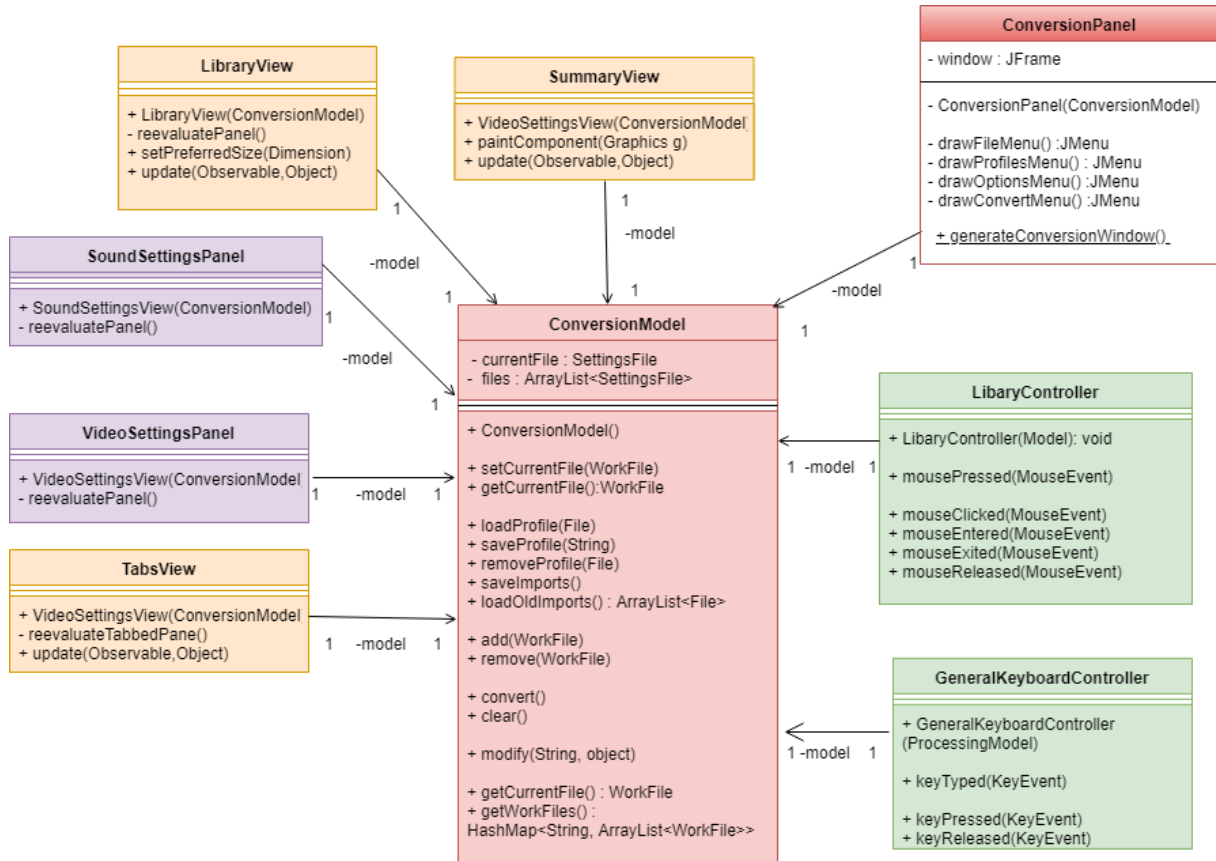 ConversionPanel
- window : JFrame
- ConversionPanel(ConversionModel)
- drawFileMenu() :JMenu
- drawProfilesMenu() : JMenu
- drawOptionsMenu() :JMenu
- drawConvertMenu() :JMenu
+ generateConversionWindow()
1
-model
1
LibraryView
+ LibraryView(ConversionModel)
- reevaluatePanel()
+ setPreferredSize(Dimension)
+ update(Observable,Object)
1
-model
1
SummaryView
+ VideoSettingsView(ConversionModel)
+ paintComponent(Graphics g)
+ update(Observable,Object)
1
-model
1
SoundSettingsPanel
+ SoundSettingsView(ConversionModel)
- reevaluatePanel()
1
-model
1
VideoSettingsPanel
+ VideoSettingsView(ConversionModel)
- reevaluatePanel()
1
-model
1
TabsView
+ VideoSettingsView(ConversionModel)
- reevaluateTabbedPane()
+ update(Observable,Object)
1
-model
1
ConversionModel
- currentFile : SettingsFile
- files : ArrayList<SettingsFile>
+ ConversionModel()
+ setCurrentFile(WorkFile)
+ getCurrentFile():WorkFile
+ loadProfile(File)
+ saveProfile(String)
+ removeProfile(File)
+ saveImports()
+ loadOldImports() : ArrayList<File>
+ add(WorkFile)
+ remove(WorkFile)
+ convert()
+ clear()
+ modify(String, object)
+ getCurrentFile() : WorkFile
+ getWorkFiles() :
HashMap<String, ArrayList<WorkFile>>
LibaryController
+ LibaryController(Model): void
+ mousePressed(MouseEvent)
+ mouseClicked(MouseEvent)
+ mouseEntered(MouseEvent)
+ mouseExited(MouseEvent)
+ mouseReleased(MouseEvent)
1 -model 1
GeneralKeyboardController
+ GeneralKeyboardController
(ProcessingModel)
+ keyTyped(KeyEvent)
+ keyPressed(KeyEvent)
+ keyReleased(KeyEvent)
1 -model 1